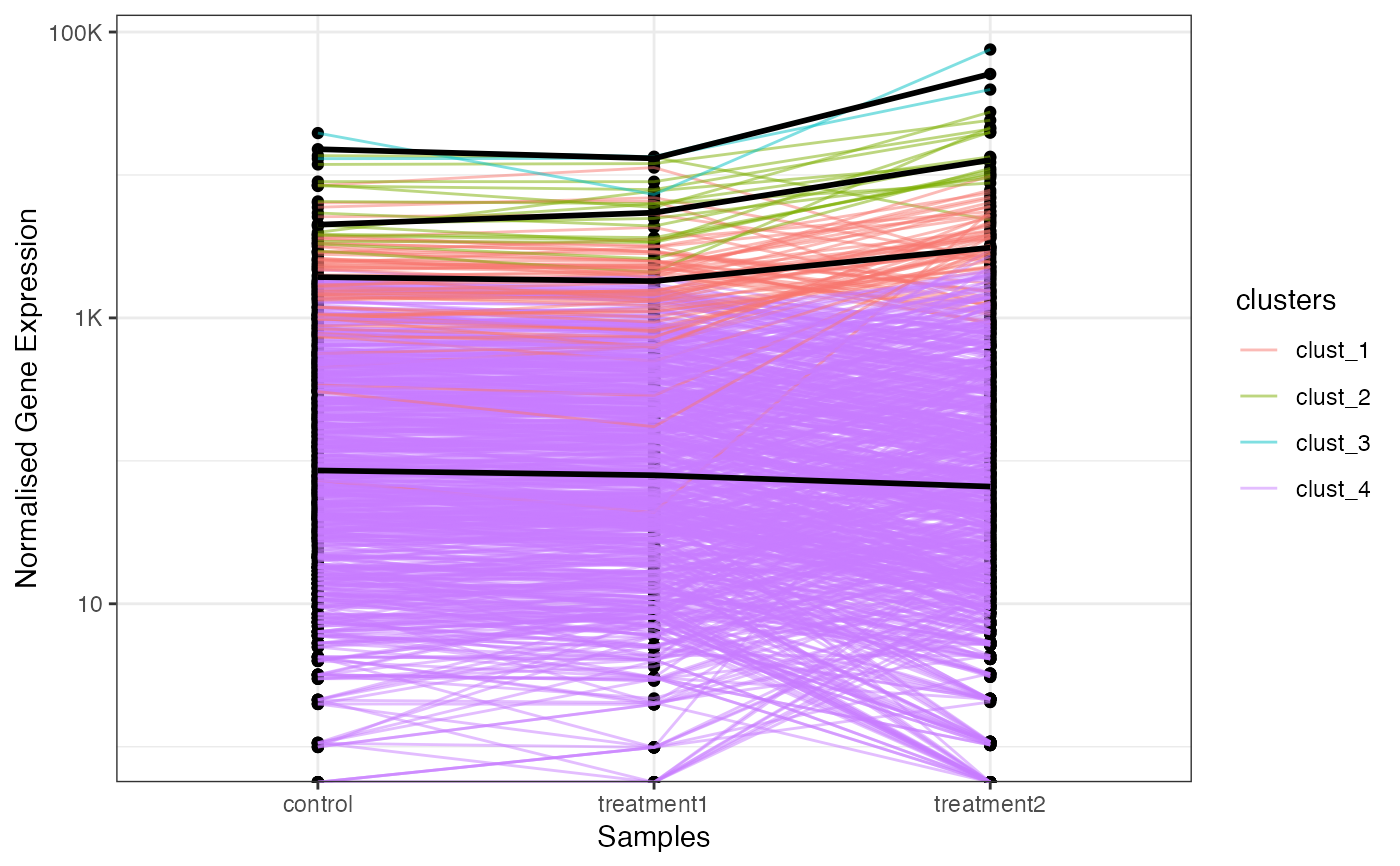 Normalised Gene Expression
100K
1K
10
control
treatment1
treatment2
Samples
clusters
clust_1
clust_2
clust_3
clust_4